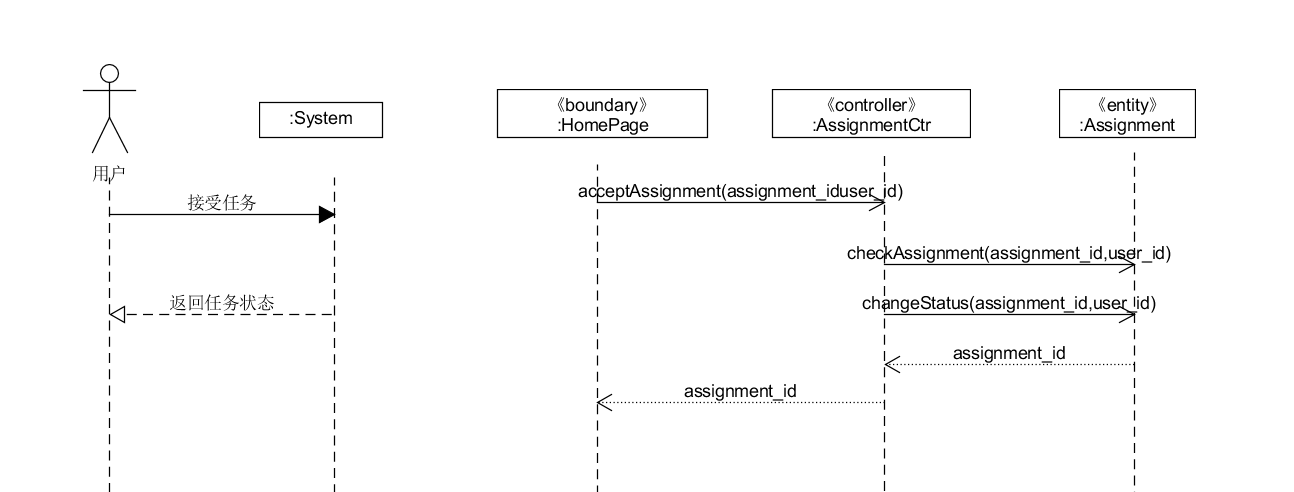 用户
:System
《boundary》
:HomePage
《controller》
:AssignmentCtr
《entity》
:Assignment
接受任务
返回任务状态
acceptAssignment(assignment_iduser_id)
checkAssignment(assignment_id,user_id)
changeStatus(assignment_id,user_id)
assignment_id
assignment_id